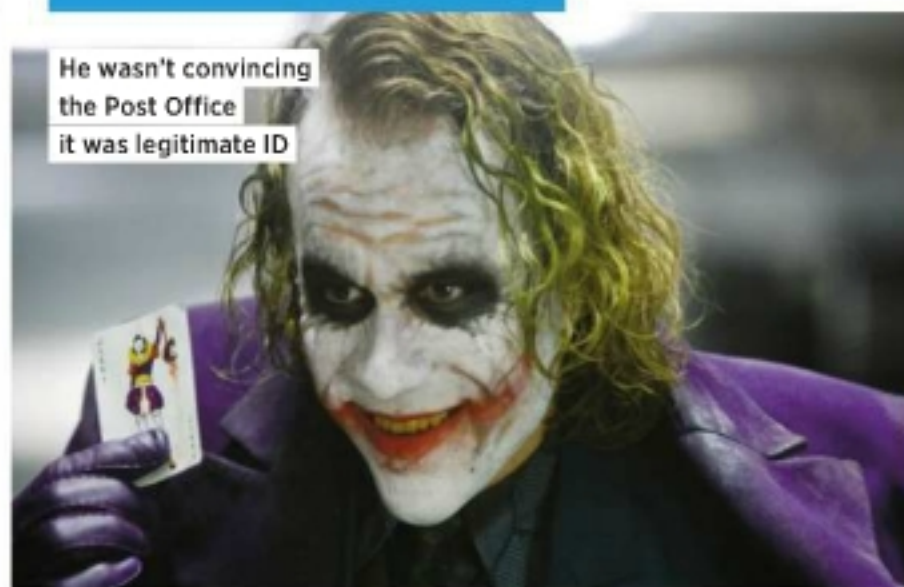 He wasn't convincing
the Post Office
it was legitimate ID